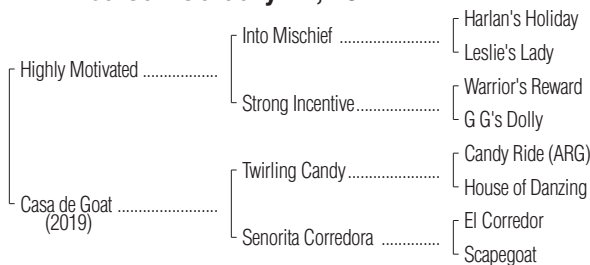 Harlan's Holiday
Into Mischief
Leslie's Lady
Highly Motivated
Warrior's Reward
Strong Incentive
G G's Dolly
Candy Ride (ARG)
Twirling Candy
House of Danzing
Casa de Goat
(2019)
El Corredor
Senorita Corredora
Scapegoat